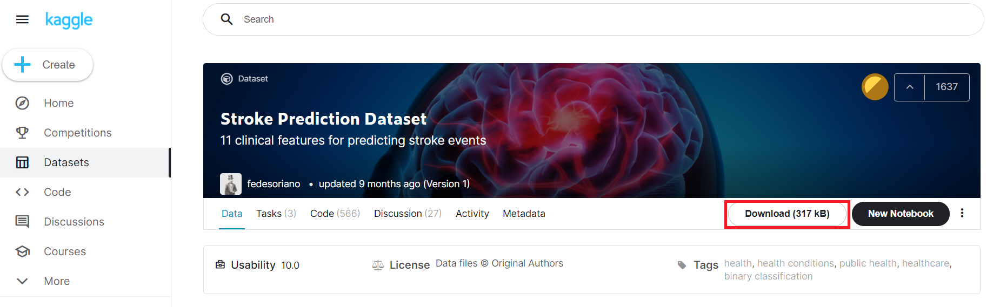 kaggle
Search
Create
Home
Competitions
Datasets
Code
Discussions
Courses
More
Dataset
1637
Stroke Prediction Dataset
11 clinical features for predicting stroke events
fedesoriano • updated 9 months ago (Version 1)
Data Tasks (3) Code (566) Discussion (27) Activity Metadata Download (317 kB) New Notebook
Usability 10.0 License Data files © Original Authors Tags health, health conditions, public health, healthcare,
binary classification